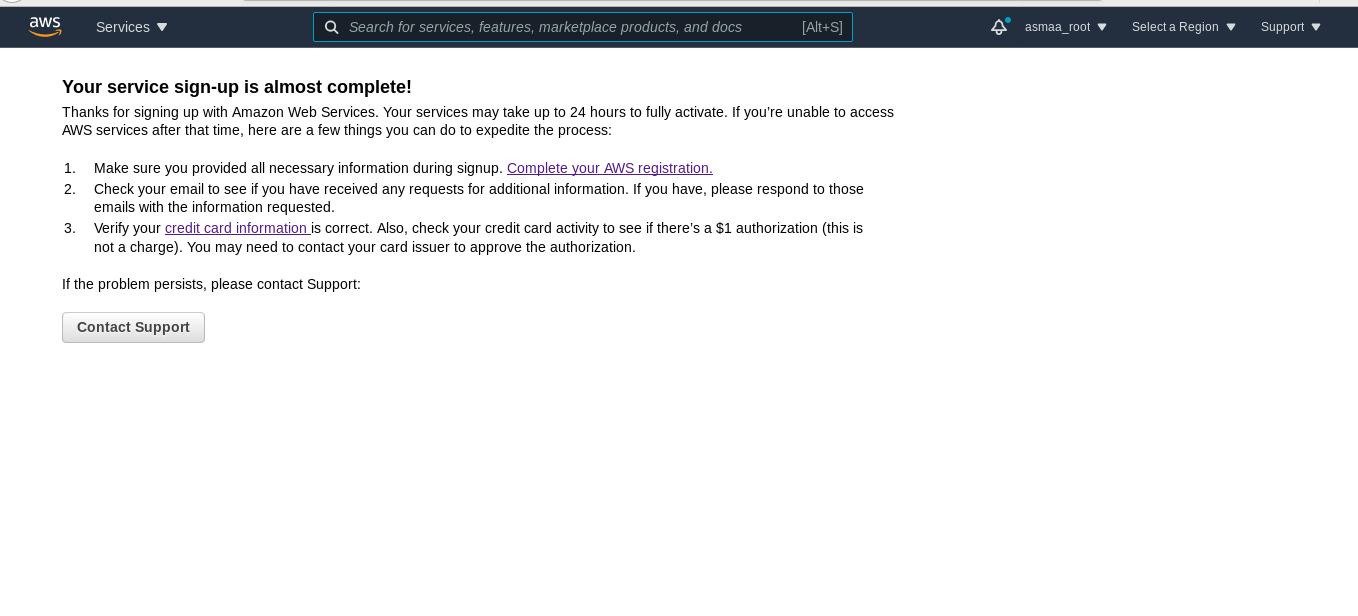 aws Services Search for services, features, marketplace products, and docs [Alt+S] asmaa_root Select a Region Support
Your service sign-up is almost complete!
Thanks for signing up with Amazon Web Services. Your services may take up to 24 hours to fully activate. If you’re unable to access
AWS services after that time, here are a few things you can do to expedite the process:
1. Make sure you provided all necessary information during signup. Complete your AWS registration.
2. Check your email to see if you have received any requests for additional information. If you have, please respond to those
emails with the information requested.
3. Verify your credit card information is correct. Also, check your credit card activity to see if there’s a $1 authorization (this is
not a charge). You may need to contact your card issuer to approve the authorization.
If the problem persists, please contact Support:
Contact Support